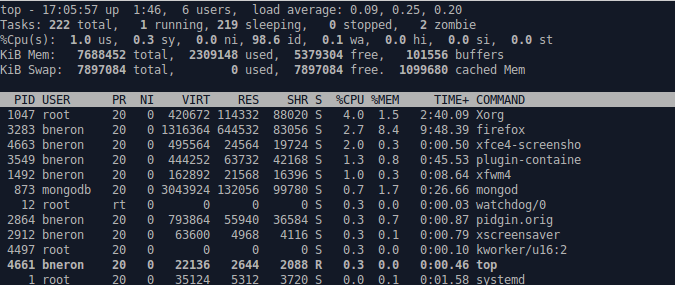 top - 17:05:57 up  1:46,  6 users,  load average: 0.09, 0.25, 0.20
Tasks: 222 total,   1 running, 219 sleeping,   0 stopped,   2 zombie
%Cpu(s):  1.0 us,  0.3 sy,  0.0 ni, 98.6 id,  0.1 wa,  0.0 hi,  0.0 si,  0.0 st
KiB Mem:   7688452 total,  2309148 used,  5379304 free,   101556 buffers
KiB Swap:  7897084 total,        0 used,  7897084 free.  1099680 cached Mem
PID USER      PR  NI    VIRT    RES    SHR S  %CPU %MEM     TIME+ COMMAND
1047 root      20   0  420672 114332  88020 S   4.0  1.5   2:40.09 Xorg
3283 bneron    20   0 1316364 644532  83056 S   2.7  8.4   9:48.39 firefox
4663 bneron    20   0  495564  24564  19724 S   2.0  0.3   0:00.50 xfce4-screensho
3549 bneron    20   0  444252  63732  42168 S   1.3  0.8   0:45.53 plugin-containe
1492 bneron    20   0  162892  21568  16396 S   1.0  0.3   0:08.64 xfwm4
873 mongodb   20   0 3043924 132056  99780 S   0.7  1.7   0:26.66 mongod
12 root      rt   0       0      0      0 S   0.3  0.0   0:00.03 watchdog/0
2864 bneron    20   0  793864  55940  36584 S   0.3  0.7   0:00.87 pidgin.orig
2912 bneron    20   0   63600   4968   4116 S   0.3  0.1   0:00.79 xscreensaver
4497 root      20   0       0      0      0 S   0.3  0.0   0:00.10 kworker/u16:2
4661 bneron    20   0   22136   2644   2088 R   0.3  0.0   0:00.46 top
1 root      20   0   35124   5312   3720 S   0.0  0.1   0:01.58 systemd